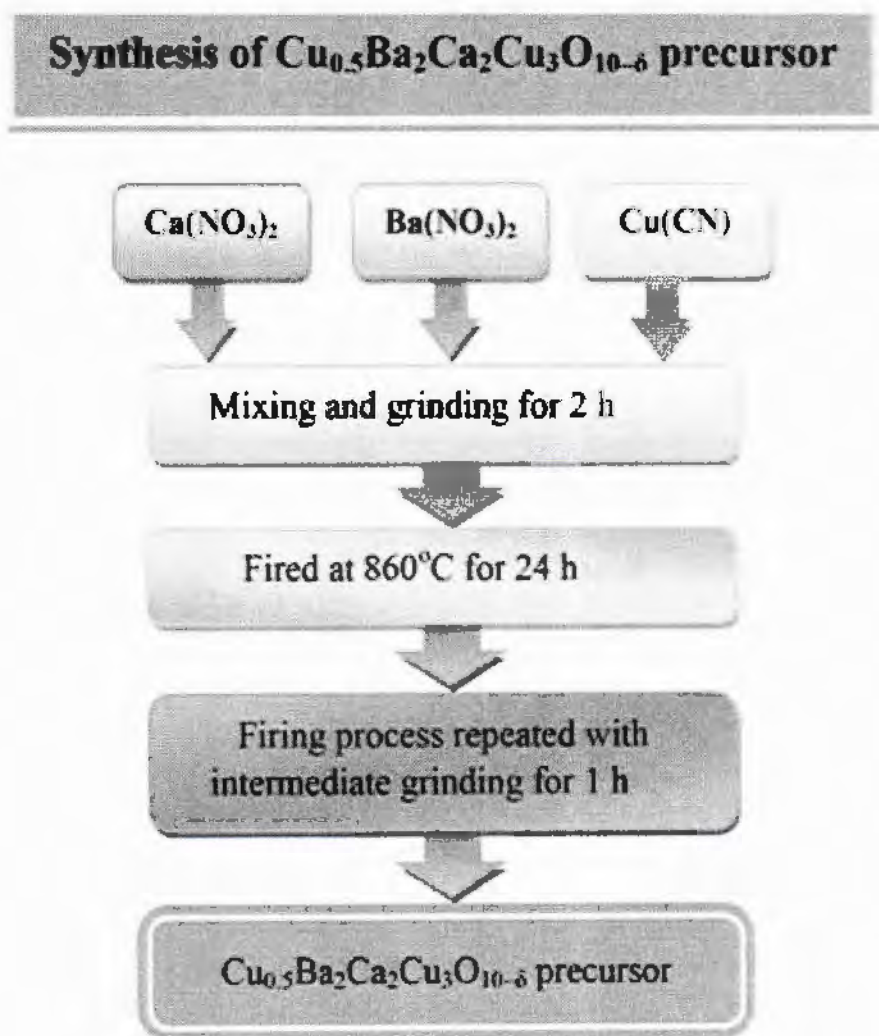 Synthesis of Cu₀.₅Ba₂Ca₂Cu₃O₁₀₋δ precursor
Ca(NO₃)₂ Ba(NO₃)₂ Cu(CN)
Mixing and grinding for 2 h
Fired at 860°C for 24 h
Firing process repeated with
intermediate grinding for 1 h
Cu₀.₅Ba₂Ca₂Cu₃O₁₀₋δ precursor